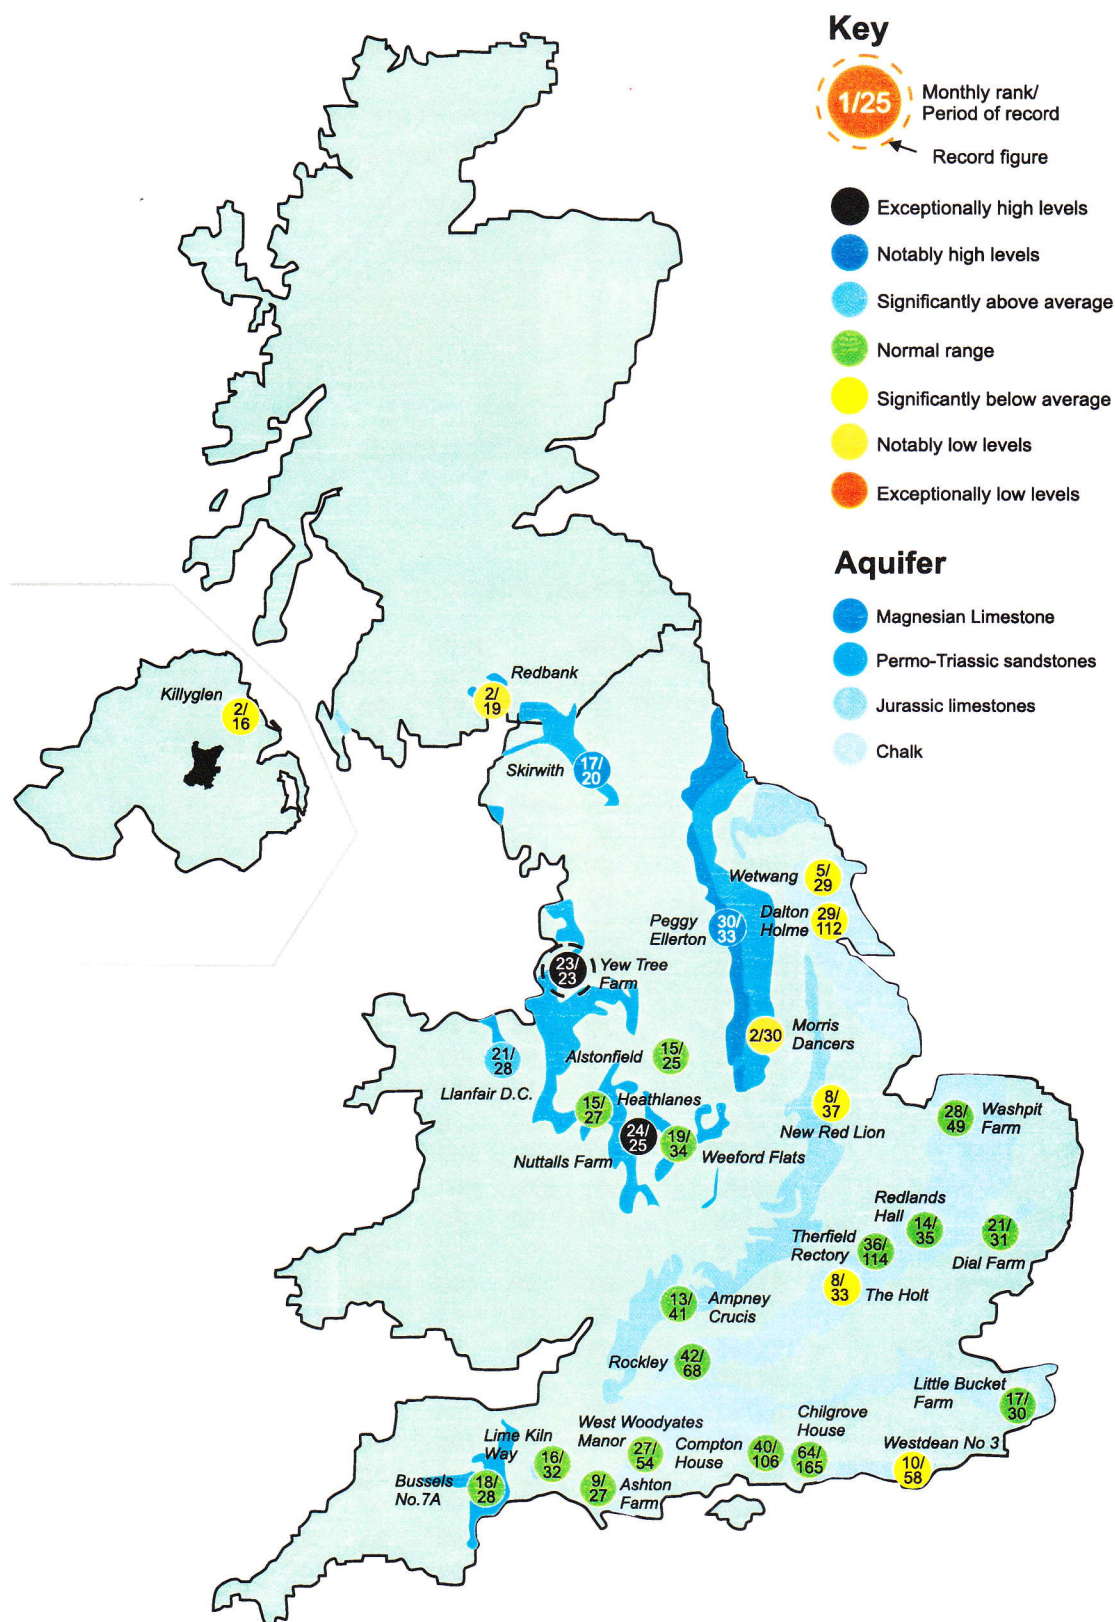 Key
1/25
Monthly rank/
Period of record
Record figure
Exceptionally high levels
Notably high levels
Significantly above average
Normal range
Significantly below average
Notably low levels
Exceptionally low levels
Aquifer
Magnesian Limestone
Permo-Triassic sandstones
Jurassic limestones
Chalk
Killyglen
2/
16
Redbank
2/
19
Skirwith
17/
20
Wetwang
5/
29
Peggy
Ellerton
30/
33
Dalton
Holme
29/
112
23/
23
Yew Tree
Farm
2/30
Morris
Dancers
21/
28
Llanfair D.C.
Alstonfield
15/
25
15/
27
Heathlanes
8/
37
New Red Lion
28/
49
Washpit
Farm
24/
25
Nuttalls Farm
19/
34
Weeford Flats
Redlands
Hall
14/
35
21/
31
Dial Farm
Therfield
Rectory
36/
114
8/
33
The Holt
13/
41
Ampney
Crucis
Rockley
42/
68
Little Bucket
Farm
17/
30
Lime Kiln
Way
16/
32
West Woodyates
Manor
27/
54
Compton
House
40/
106
Chilgrove
House
64/
165
Westdean No 3
10/
58
Bussels
No.7A
18/
28
9/
27
Ashton
Farm